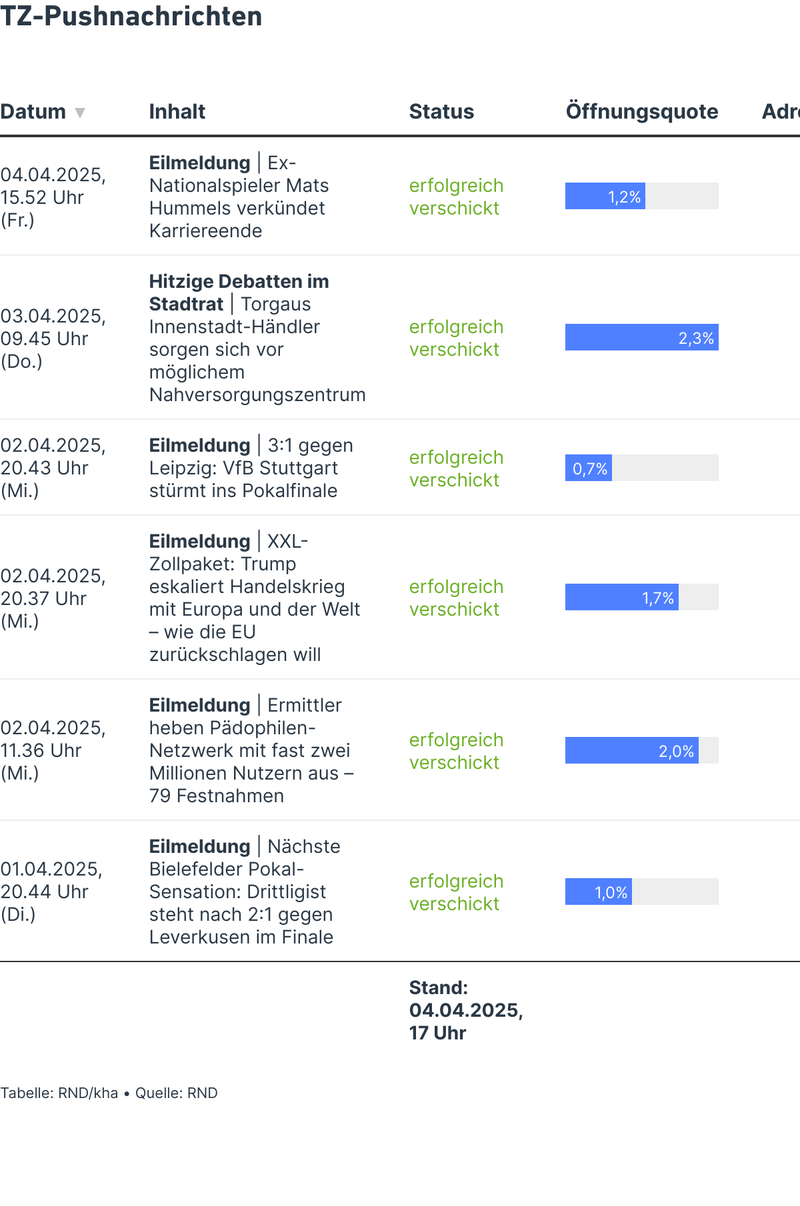 TZ-Pushnachrichten
Datum ▼ Inhalt Status Öffnungsquote Adre
04.04.2025,
15.52 Uhr
(Fr.)
Eilmeldung | Ex-
Nationalspieler Mats
Hummels verkündet
Karriereende
erfolgreich
verschickt
1,2%
03.04.2025,
09.45 Uhr
(Do.)
Hitzige Debatten im
Stadtrat | Torgaus
Innenstadt-Händler
sorgen sich vor
möglichem
Nahversorgungszentrum
erfolgreich
verschickt
2,3%
02.04.2025,
20.43 Uhr
(Mi.)
Eilmeldung | 3:1 gegen
Leipzig: VfB Stuttgart
stürmt ins Pokalfinale
erfolgreich
verschickt
0,7%
02.04.2025,
20.37 Uhr
(Mi.)
Eilmeldung | XXL-
Zollpaket: Trump
eskaliert Handelskrieg
mit Europa und der Welt
– wie die EU
zurückschlagen will
erfolgreich
verschickt
1,7%
02.04.2025,
11.36 Uhr
(Mi.)
Eilmeldung | Ermittler
heben Pädophilen-
Netzwerk mit fast zwei
Millionen Nutzern aus –
79 Festnahmen
erfolgreich
verschickt
2,0%
01.04.2025,
20.44 Uhr
(Di.)
Eilmeldung | Nächste
Bielefelder Pokal-
Sensation: Drittligist
steht nach 2:1 gegen
Leverkusen im Finale
erfolgreich
verschickt
1,0%
Stand:
04.04.2025,
17 Uhr
Tabelle: RND/kha • Quelle: RND